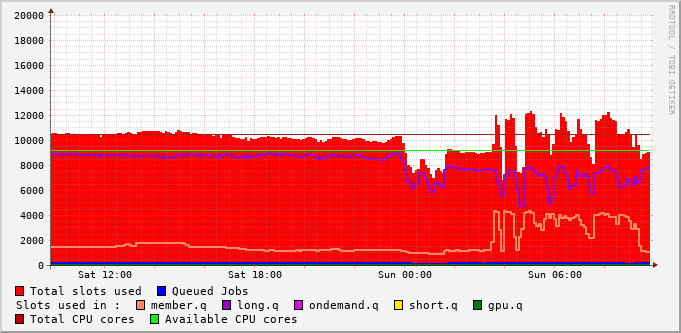 20000
18000
16000
14000
12000
10000
8000
6000
4000
2000
0
Sat 12:00 Sat 18:00 Sun 00:00 Sun 06:00
RRDTOOL / TOBI OETIKER
Total slots used Queued Jobs
Slots used in : member.q long.q ondemand.q short.q gpu.q
Total CPU cores Available CPU cores